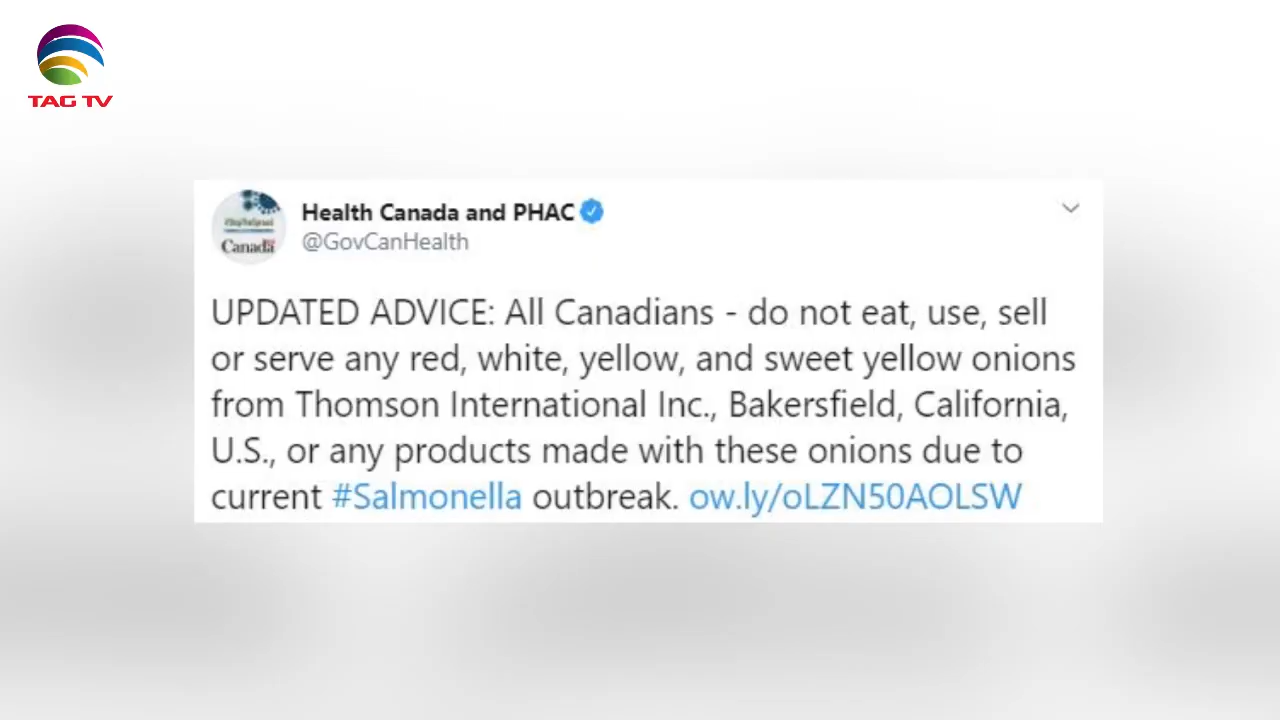 TAG TV
Health Canada and PHAC
@GovCanHealth
Canada
UPDATED ADVICE: All Canadians - do not eat, use, sell
or serve any red, white, yellow, and sweet yellow onions
from Thomson International Inc., Bakersfield, California,
U.S., or any products made with these onions due to
current #Salmonella outbreak. ow.ly/oLZN50AOLSW